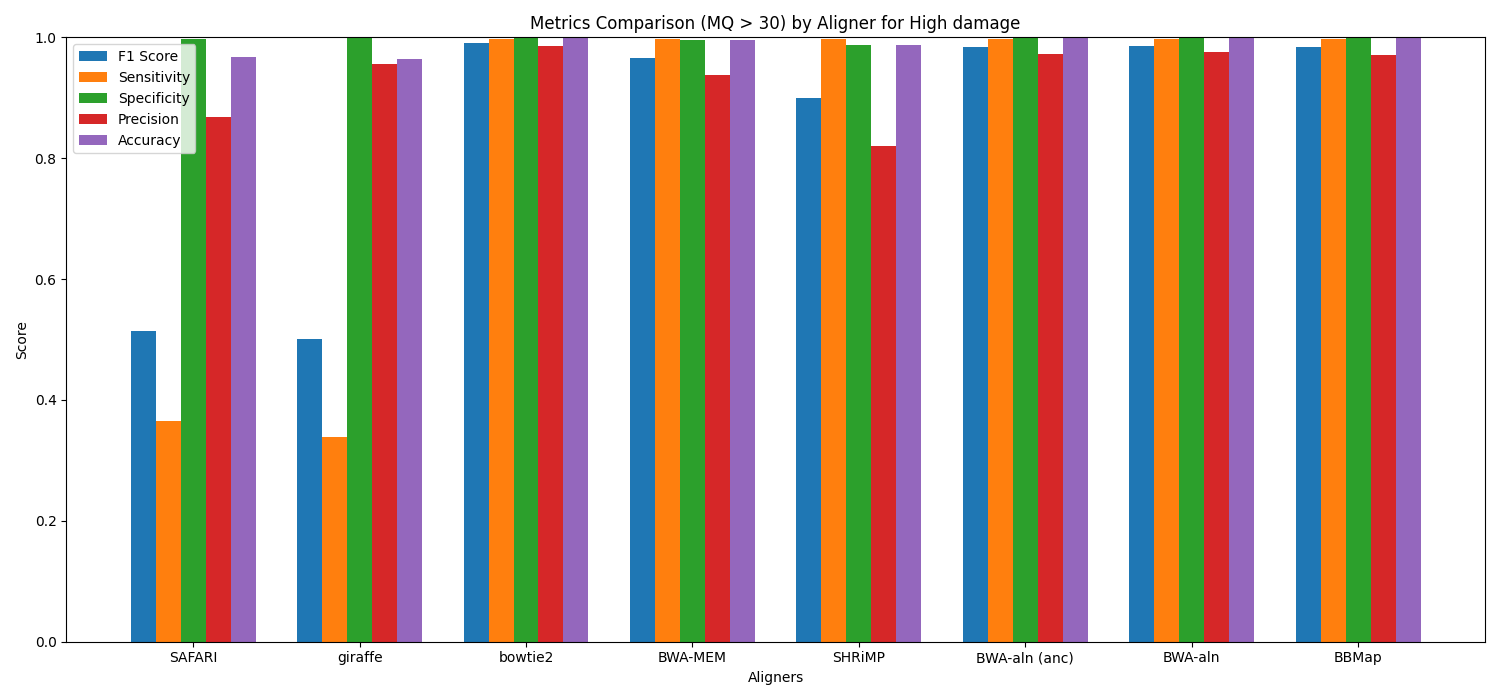 Metrics Comparison (MQ > 30) by Aligner for High damage
F1 Score
Sensitivity
Specificity
Precision
Accuracy
1.0
0.8
0.6
0.4
0.2
0.0
Score
SAFARI giraffe bowtie2 BWA-MEM SHRiMP BWA-aln (anc) BWA-aln BBMap
Aligners